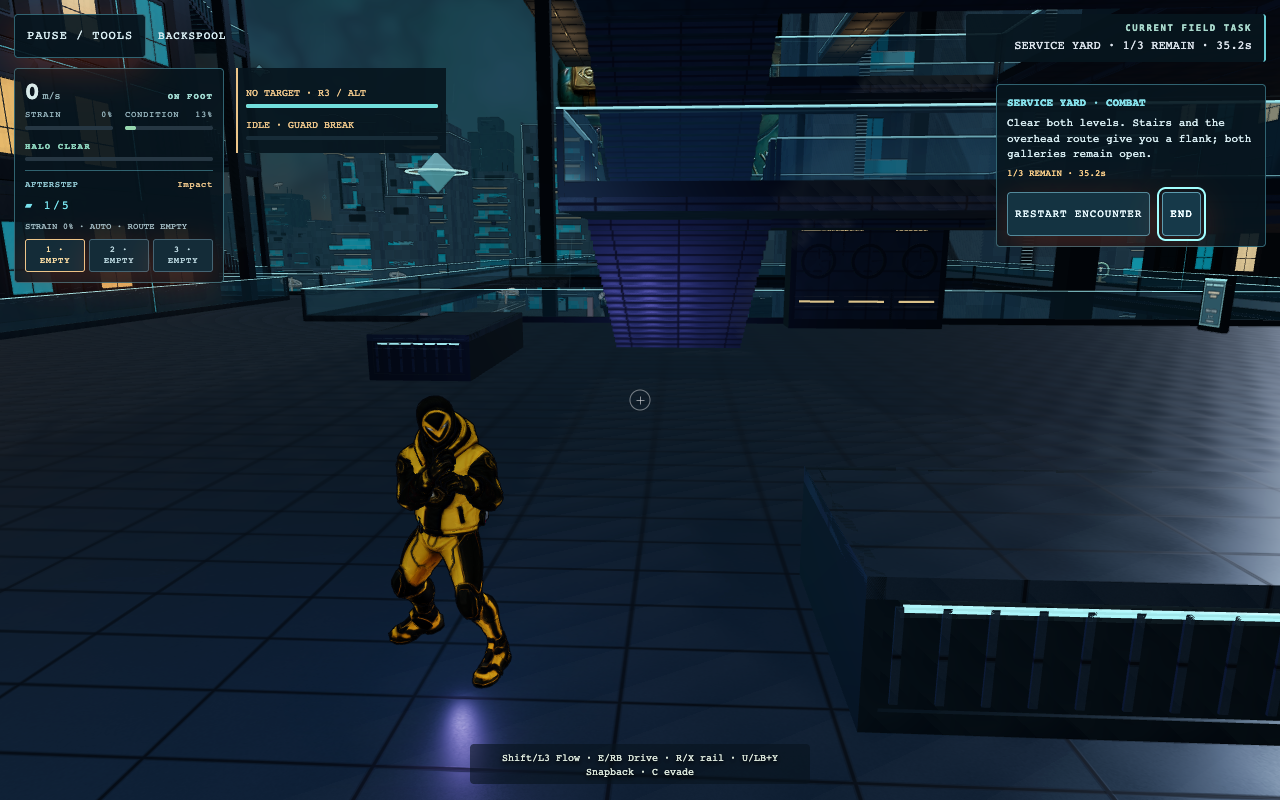 PAUSE / TOOLS
BACKSPOOL
0 m/s
ON FOOT
STRAIN 0%
CONDITION 13%
HALO CLEAR
AFTERSTEP
Impact
1/5
STRAIN 0% · AUTO · ROUTE EMPTY
1 · EMPTY
2 · EMPTY
3 · EMPTY
NO TARGET · R3 / ALT
IDLE · GUARD BREAK
CURRENT FIELD TASK
SERVICE YARD · 1/3 REMAIN · 35.2s
SERVICE YARD · COMBAT
Clear both levels. Stairs and the
overhead route give you a flank; both
galleries remain open.
1/3 REMAIN · 35.2s
RESTART ENCOUNTER
END
Shift/L3 Flow · E/RB Drive · R/X rail · U/LB+Y
Snapback · C evade